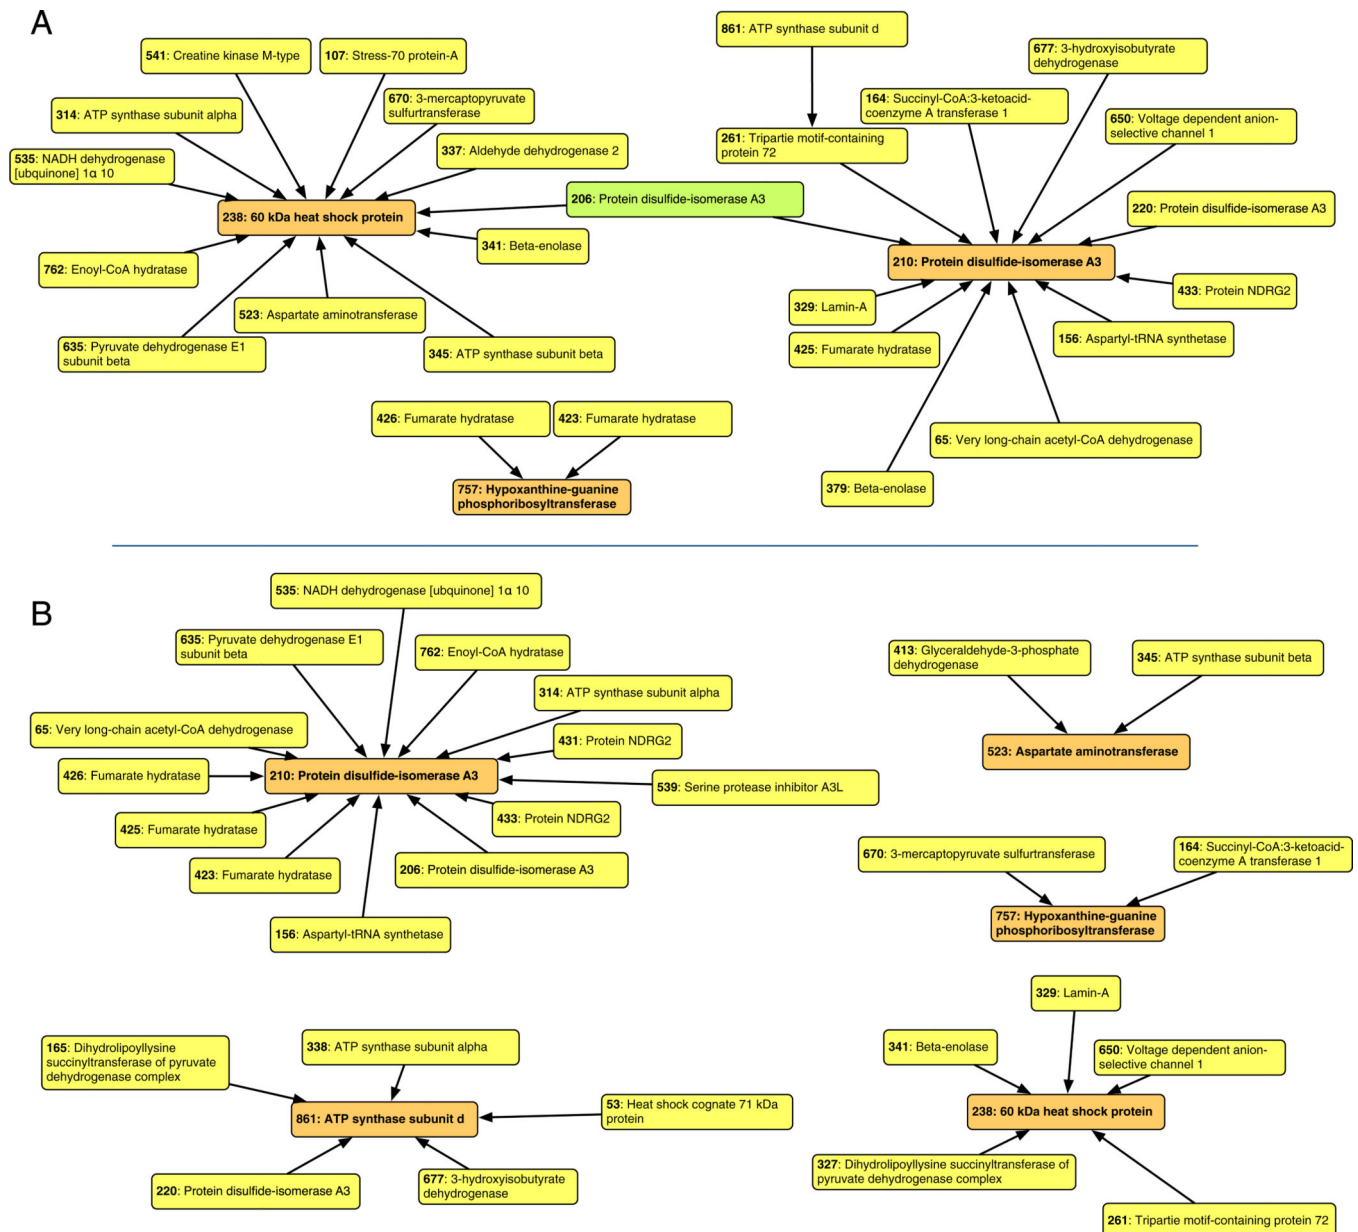 A
541: Creatine kinase M-type
107: Stress-70 protein-A
314: ATP synthase subunit alpha
670: 3-mercaptopyruvate
sulfurtransferase
535: NADH dehydrogenase
[ubquinone] 1α 10
337: Aldehyde dehydrogenase 2
238: 60 kDa heat shock protein
206: Protein disulfide-isomerase A3
341: Beta-enolase
762: Enoyl-CoA hydratase
523: Aspartate aminotransferase
635: Pyruvate dehydrogenase E1
subunit beta
345: ATP synthase subunit beta
861: ATP synthase subunit d
677: 3-hydroxyisobutyrate
dehydrogenase
164: Succinyl-CoA:3-ketoacid-
coenzyme A transferase 1
650: Voltage dependent anion-
selective channel 1
261: Tripartie motif-containing
protein 72
220: Protein disulfide-isomerase A3
210: Protein disulfide-isomerase A3
433: Protein NDRG2
329: Lamin-A
156: Aspartyl-tRNA synthetase
425: Fumarate hydratase
65: Very long-chain acetyl-CoA dehydrogenase
379: Beta-enolase
426: Fumarate hydratase
423: Fumarate hydratase
757: Hypoxanthine-guanine
phosphoribosyltransferase
B
535: NADH dehydrogenase [ubquinone] 1α 10
635: Pyruvate dehydrogenase E1
subunit beta
762: Enoyl-CoA hydratase
314: ATP synthase subunit alpha
65: Very long-chain acetyl-CoA dehydrogenase
431: Protein NDRG2
426: Fumarate hydratase
210: Protein disulfide-isomerase A3
539: Serine protease inhibitor A3L
433: Protein NDRG2
425: Fumarate hydratase
423: Fumarate hydratase
206: Protein disulfide-isomerase A3
156: Aspartyl-tRNA synthetase
413: Glyceraldehyde-3-phosphate
dehydrogenase
345: ATP synthase subunit beta
523: Aspartate aminotransferase
670: 3-mercaptopyruvate sulfurtransferase
164: Succinyl-CoA:3-ketoacid-
coenzyme A transferase 1
757: Hypoxanthine-guanine
phosphoribosyltransferase
165: Dihydrolipoyllysine
succinyltransferase of pyruvate
dehydrogenase complex
338: ATP synthase subunit alpha
861: ATP synthase subunit d
53: Heat shock cognate 71 kDa
protein
220: Protein disulfide-isomerase A3
677: 3-hydroxyisobutyrate
dehydrogenase
329: Lamin-A
341: Beta-enolase
650: Voltage dependent anion-
selective channel 1
238: 60 kDa heat shock protein
327: Dihydrolipoyllysine succinyltransferase of
pyruvate dehydrogenase complex
261: Tripartie motif-containing protein 72